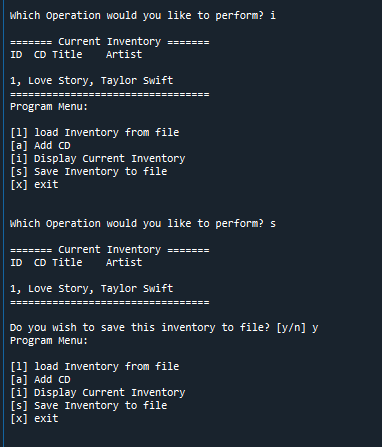 Which Operation would you like to perform? i
======= Current Inventory =======
ID  CD Title    Artist
1, Love Story, Taylor Swift
=================================
Program Menu:
[l] load Inventory from file
[a] Add CD
[i] Display Current Inventory
[s] Save Inventory to file
[x] exit
Which Operation would you like to perform? s
======= Current Inventory =======
ID  CD Title    Artist
1, Love Story, Taylor Swift
=================================
Do you wish to save this inventory to file? [y/n] y
Program Menu:
[l] load Inventory from file
[a] Add CD
[i] Display Current Inventory
[s] Save Inventory to file
[x] exit